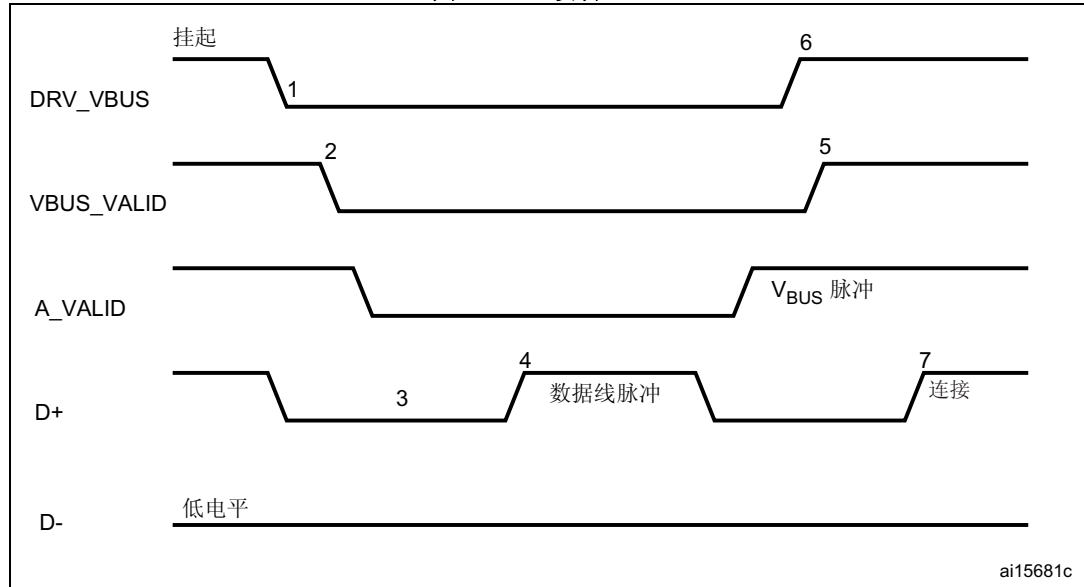 挂起
6
DRV_VBUS
1
2
5
VBUS_VALID
A_VALID
VBUS 脉冲
4
7
D+
3
数据线脉冲
连接
低电平
D-
ai15681c